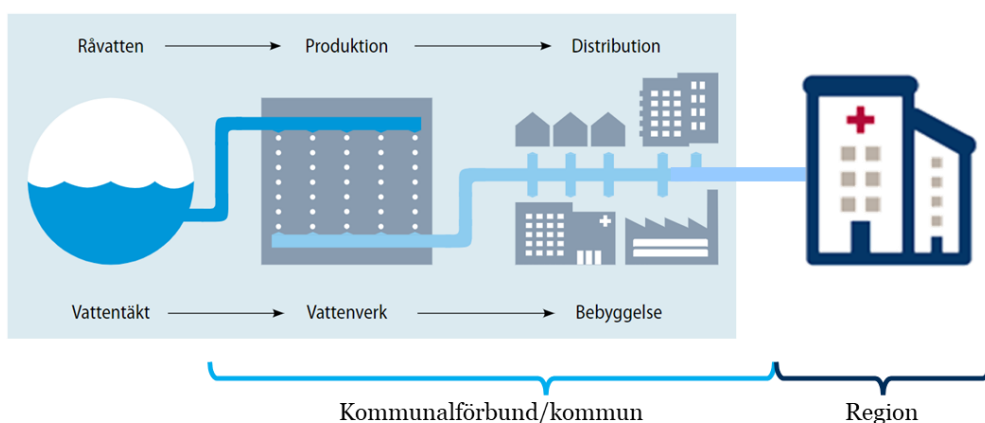 Råvatten Produktion Distribution
Vattentäkt Vattenverk Bebyggelse
Kommunalförbund/kommun Region